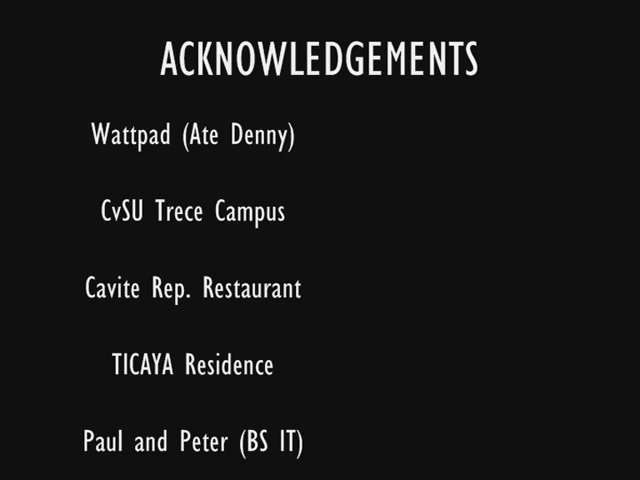 ACKNOWLEDGEMENTS
Wattpad (Ate Denny)
CvSU Trece Campus
Cavite Rep. Restaurant
TICAYA Residence
Paul and Peter (BS IT)